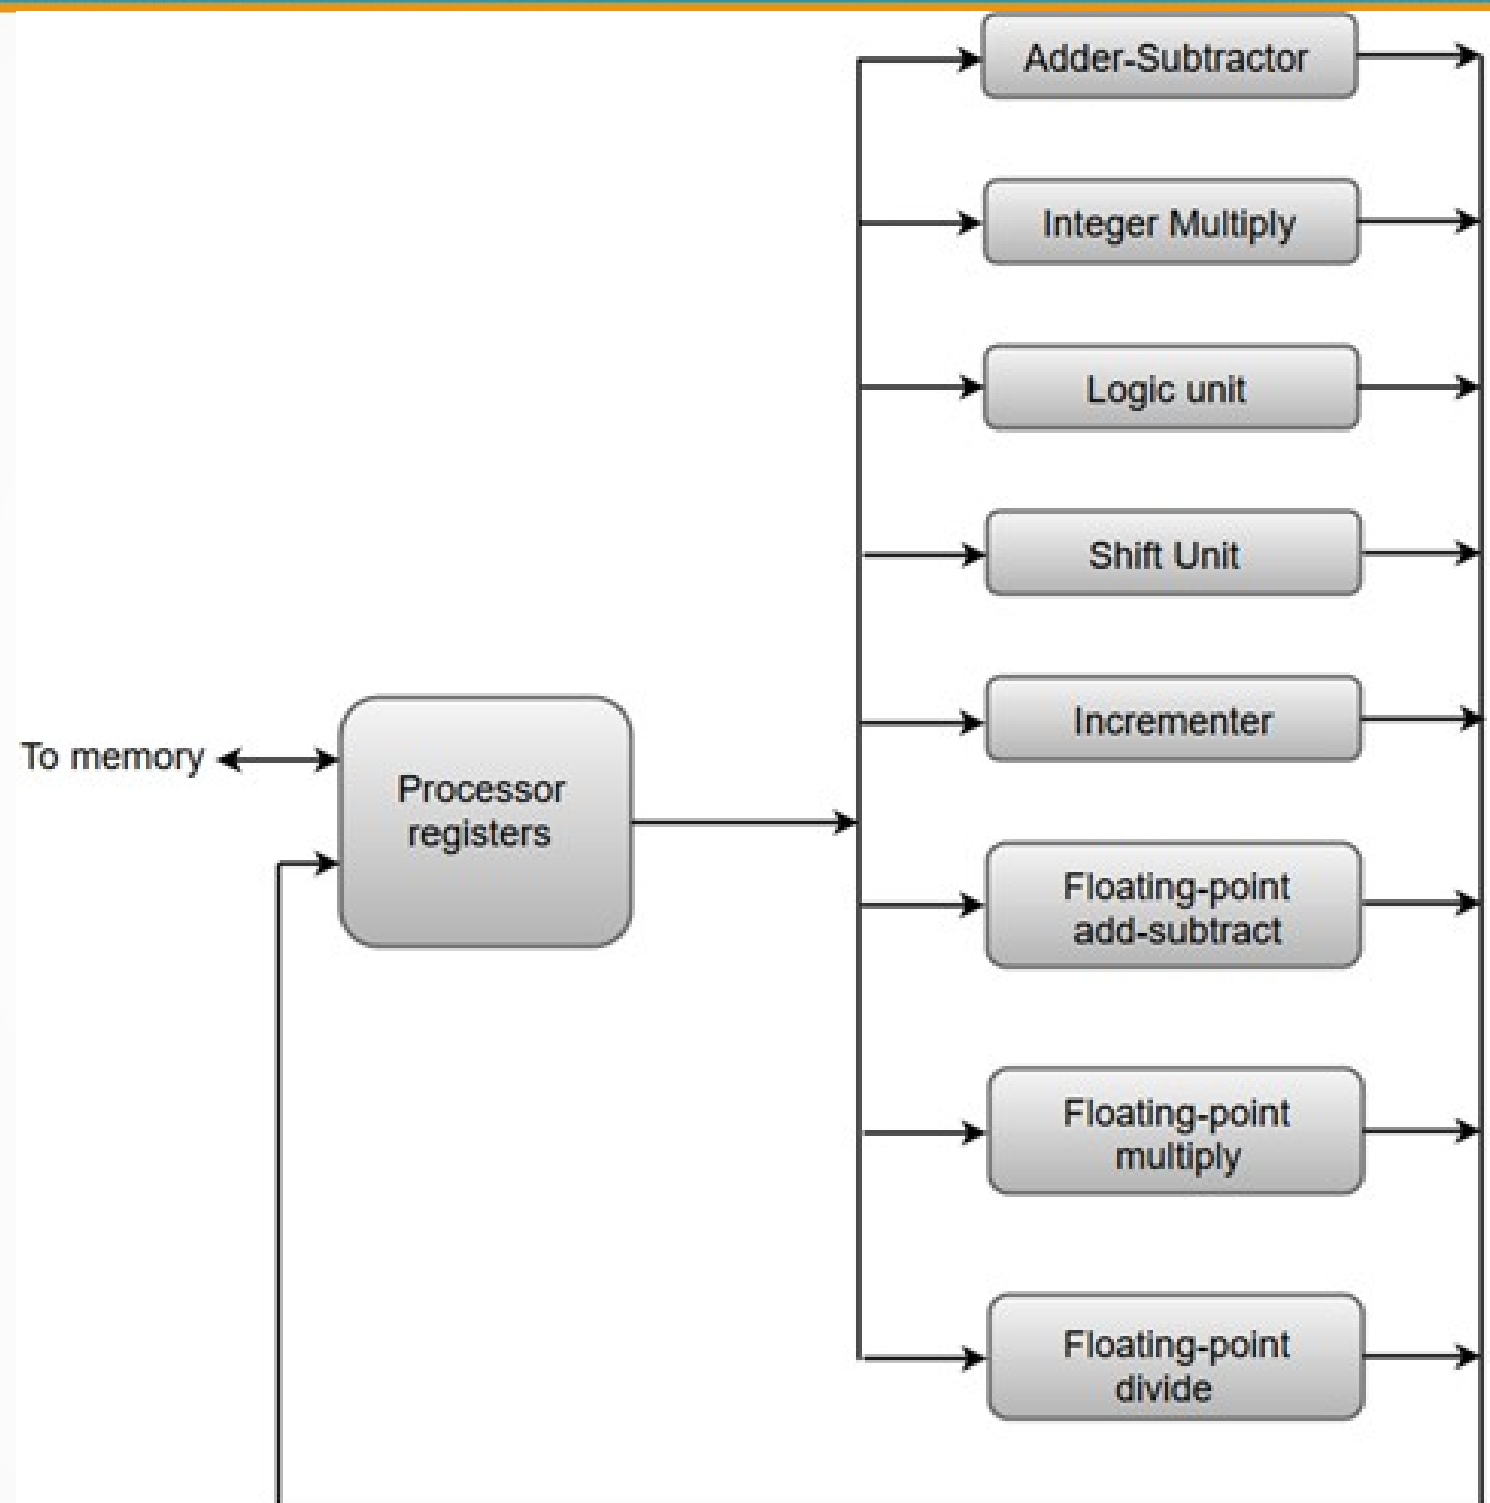 Adder-Subtractor
Integer Multiply
Logic unit
Shift Unit
Incrementer
To memory
Processor
registers
Floating-point
add-subtract
Floating-point
multiply
Floating-point
divide